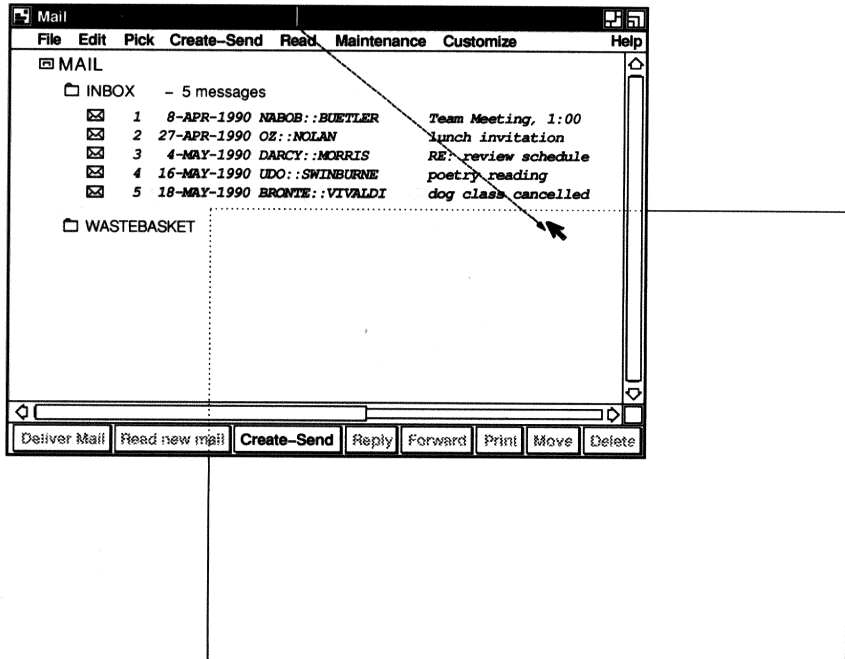 Mail
File Edit Pick Create-Send Read Maintenance Customize Help
MAIL
INBOX - 5 messages
1 8-APR-1990 NABOB::BUETLER Team Meeting, 1:00
2 27-APR-1990 OZ::NOLAN lunch invitation
3 4-MAY-1990 DARCY::MORRIS RE: review schedule
4 16-MAY-1990 UDO::SWINBURNE poetry reading
5 18-MAY-1990 BRONTE::VIVALDI dog class cancelled
WASTEBASKET
Deliver Mail Read new mail Create-Send Reply Forward Print Move Delete